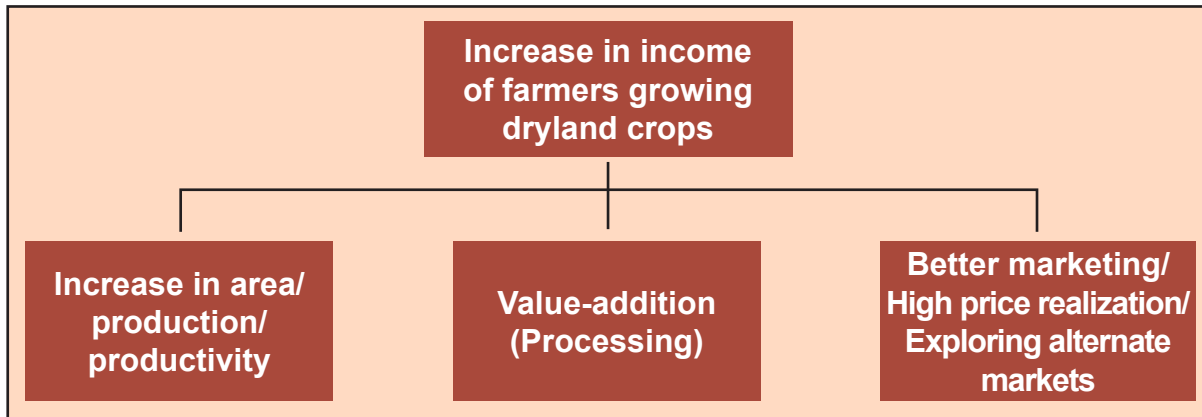 Increase in income
of farmers growing
dryland crops
Increase in area/
production/
productivity
Value-addition
(Processing)
Better marketing/
High price realization/
Exploring alternate
markets